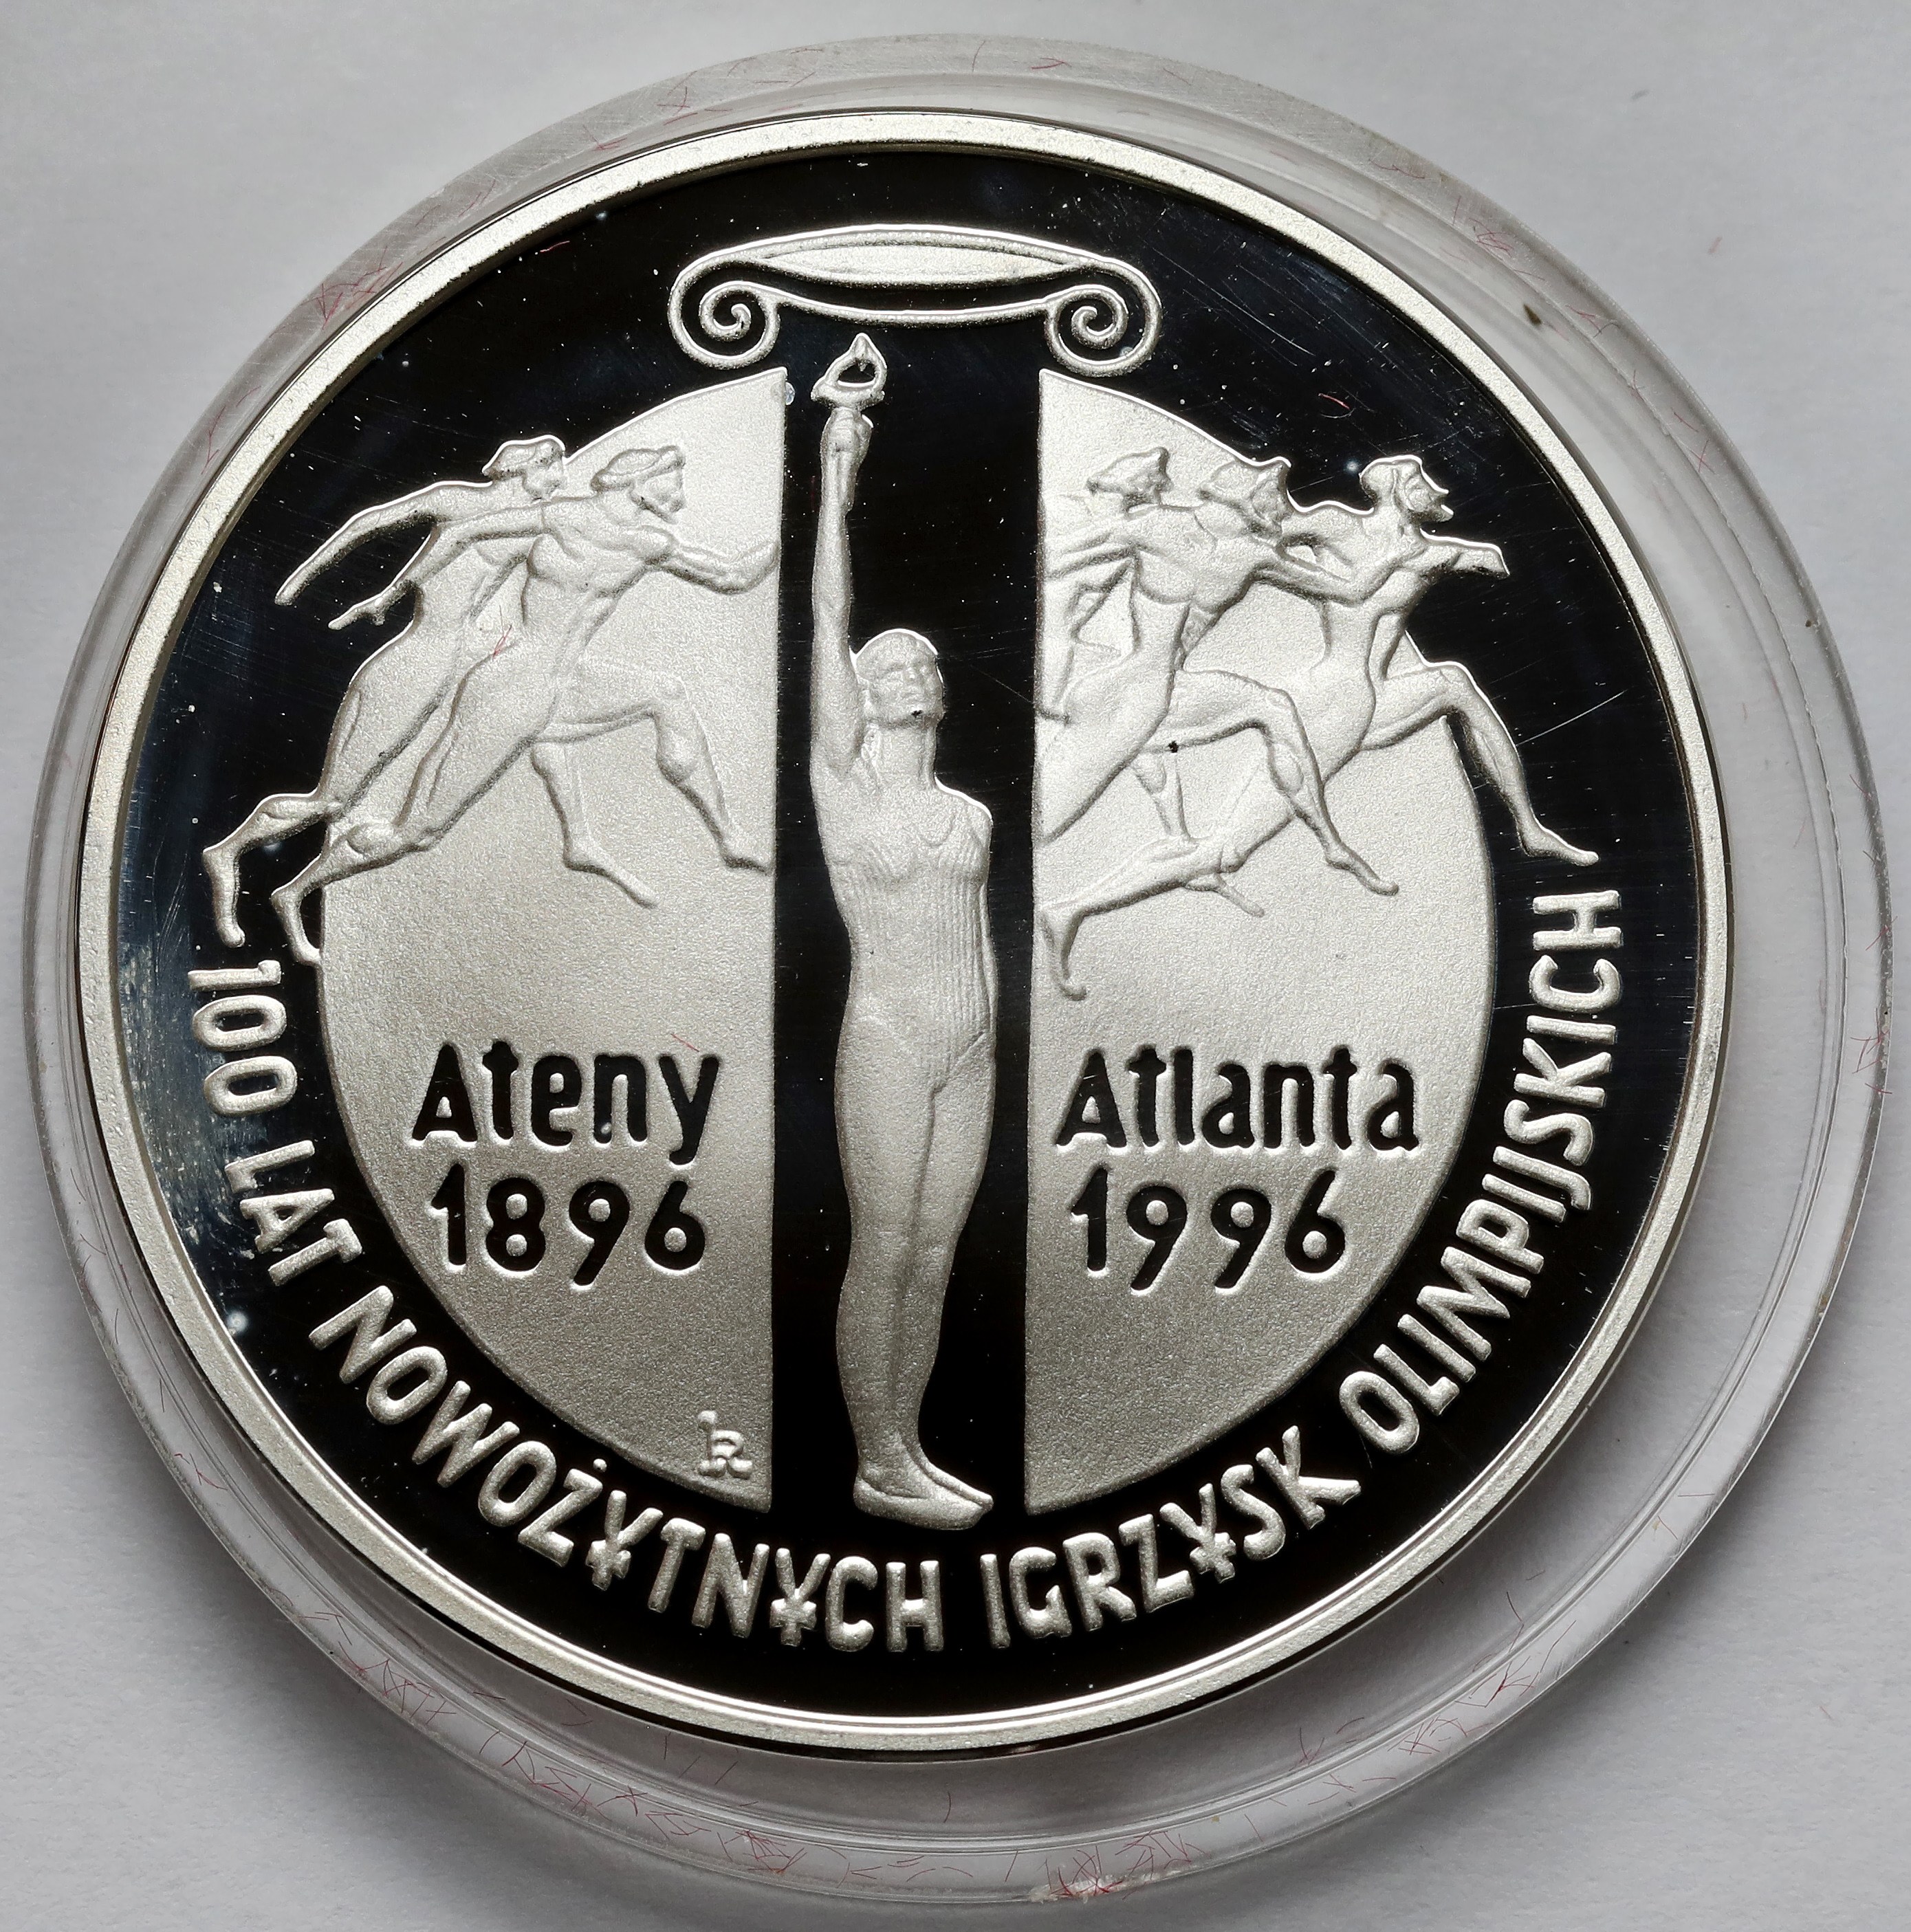 Ateny
1896
Atlanta
1996
100 LAT NOWOŻYTNYCH IGRZYSK OLIMPIJSKICH